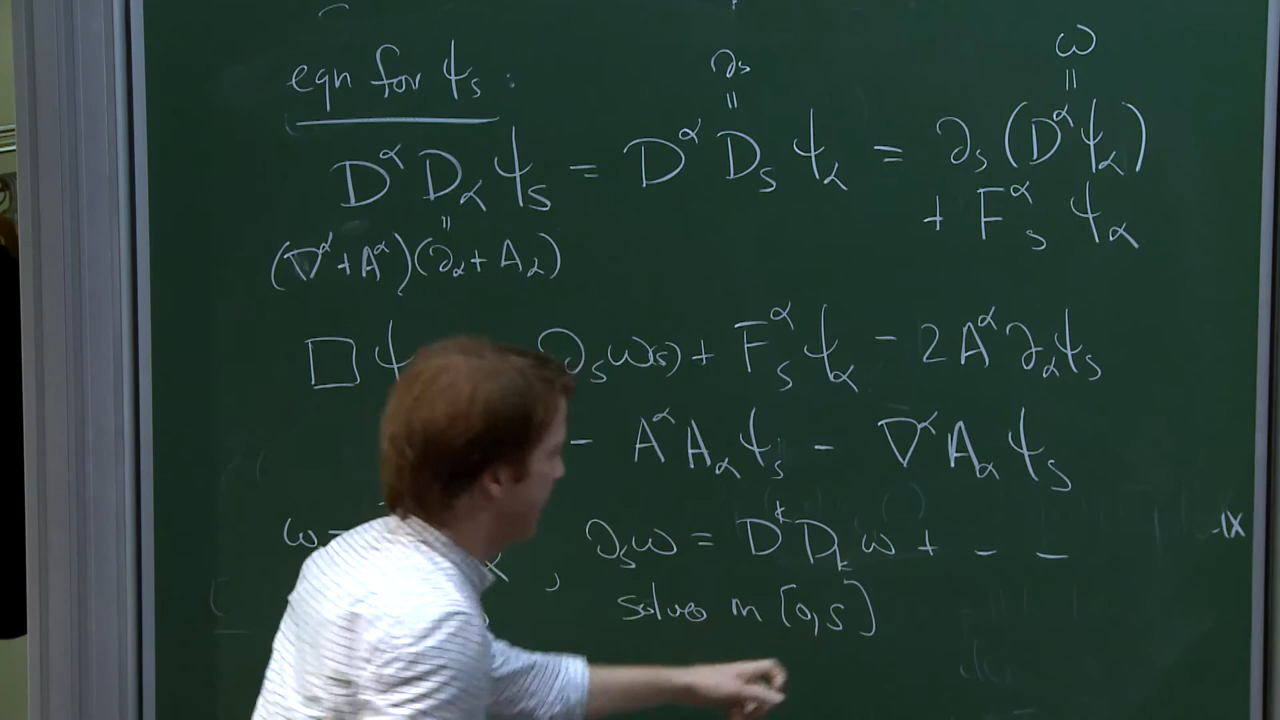 eqn for ψ_s :
∂_s ω
= =
D^α D_α ψ_s = D^α D_s ψ_α = ∂_s (D^α ψ_α)
+ F^α_s ψ_α
=
(∇^α + A^α)(∂_α + A_α)
□ ψ ∂_s ω(s) + F^α_s ψ_α − 2 A^α ∂_α ψ_s
− A^α A_α ψ_s − ∇^α A_α ψ_s
ω , ∂_s ω = D^k D_k ω + − −
solves in [0,s]